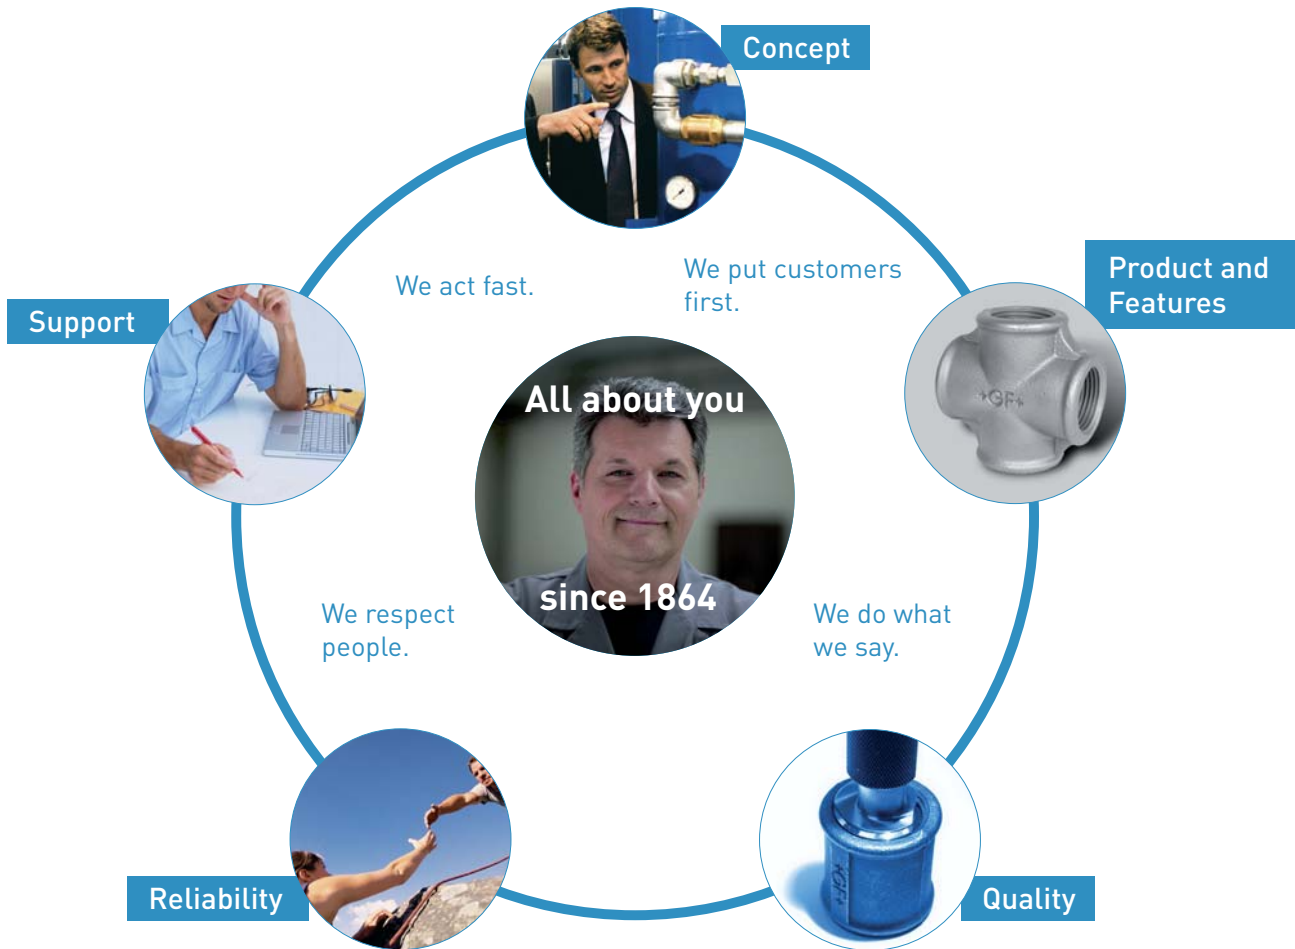 Concept
We put customers
first.
We act fast.
Product and
Features
Support
+GF+
All about you
since 1864
We respect
people.
We do what
we say.
+GF+
Reliability
Quality